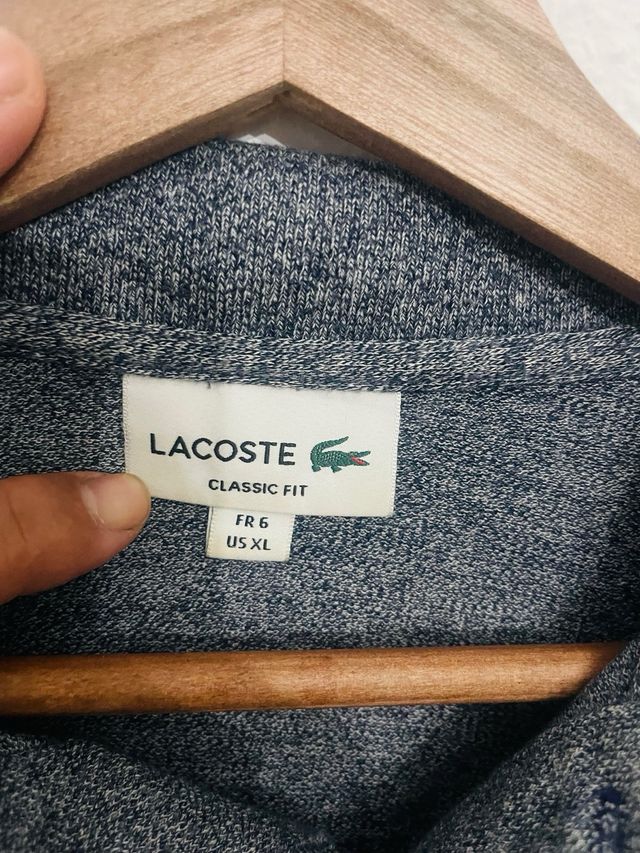 LACOSTE
CLASSIC FIT
FR 6
US XL